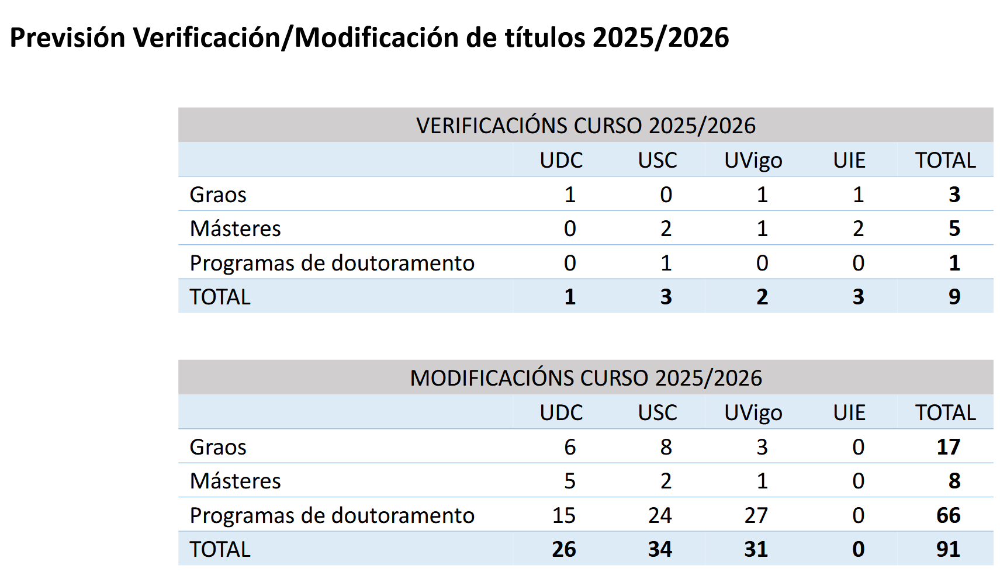 Previsión Verificación/Modificación de títulos 2025/2026
VERIFICACIÓNS CURSO 2025/2026
UDC USC UVigo UIE TOTAL
Graos 1 0 1 1 3
Másteres 0 2 1 2 5
Programas de doutoramento 0 1 0 0 1
TOTAL 1 3 2 3 9
MODIFICACIÓNS CURSO 2025/2026
UDC USC UVigo UIE TOTAL
Graos 6 8 3 0 17
Másteres 5 2 1 0 8
Programas de doutoramento 15 24 27 0 66
TOTAL 26 34 31 0 91